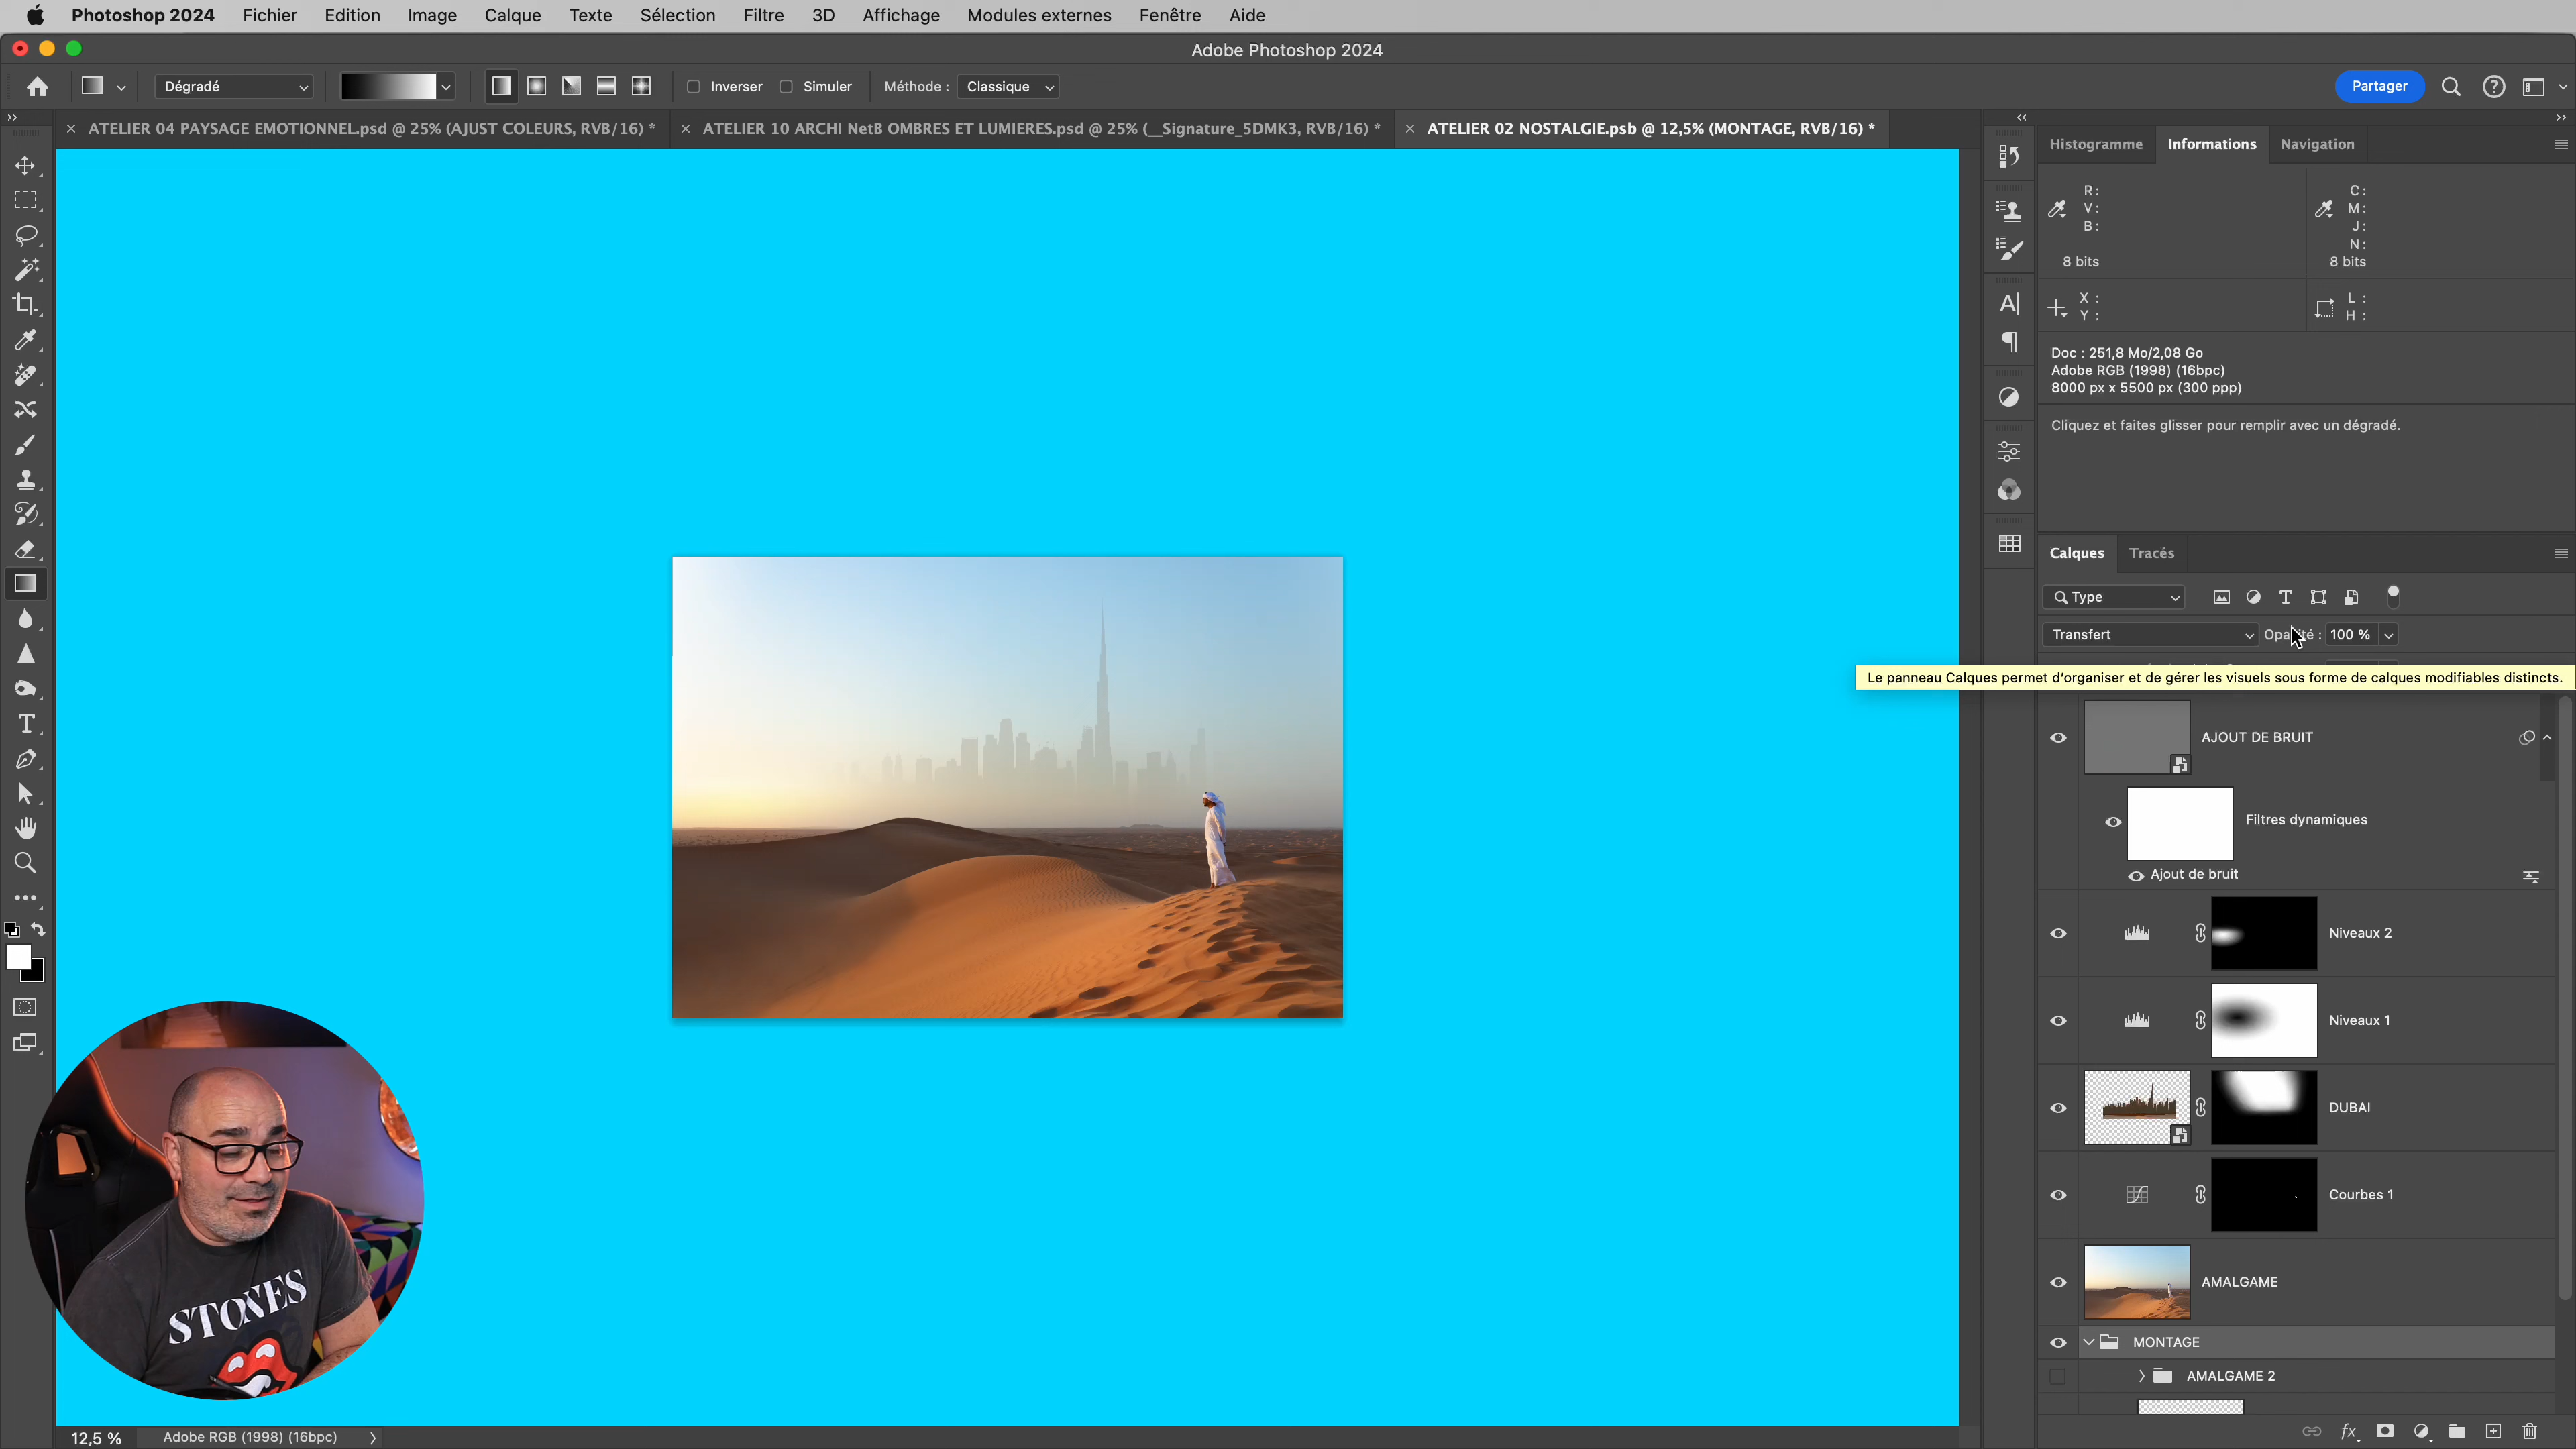 Photoshop 2024 Fichier Edition Image Calque Texte Sélection Filtre 3D Affichage Modules externes Fenêtre Aide
Adobe Photoshop 2024
Dégradé Inverser Simuler Méthode : Classique Partager
ATELIER 04 PAYSAGE EMOTIONNEL.psd @ 25% (AJUST COLEURS, RVB/16) * ATELIER 10 ARCHI NetB OMBRES ET LUMIERES.psd @ 25% (__Signature_5DMK3, RVB/16) * ATELIER 02 NOSTALGIE.psb @ 12,5% (MONTAGE, RVB/16) *
Histogramme Informations Navigation
R : C :
V : M :
B : J :
N :
8 bits 8 bits
X : L :
Y : H :
Doc : 251,8 Mo/2,08 Go
Adobe RGB (1998) (16bpc)
8000 px x 5500 px (300 ppp)
Cliquez et faites glisser pour remplir avec un dégradé.
Calques Tracés
Type
Transfert Opacité : 100 %
Le panneau Calques permet d'organiser et de gérer les visuels sous forme de calques modifiables distincts.
AJOUT DE BRUIT
Filtres dynamiques
Ajout de bruit
Niveaux 2
Niveaux 1
DUBAI
Courbes 1
AMALGAME
MONTAGE
AMALGAME 2
STONES
12,5 % Adobe RGB (1998) (16bpc)